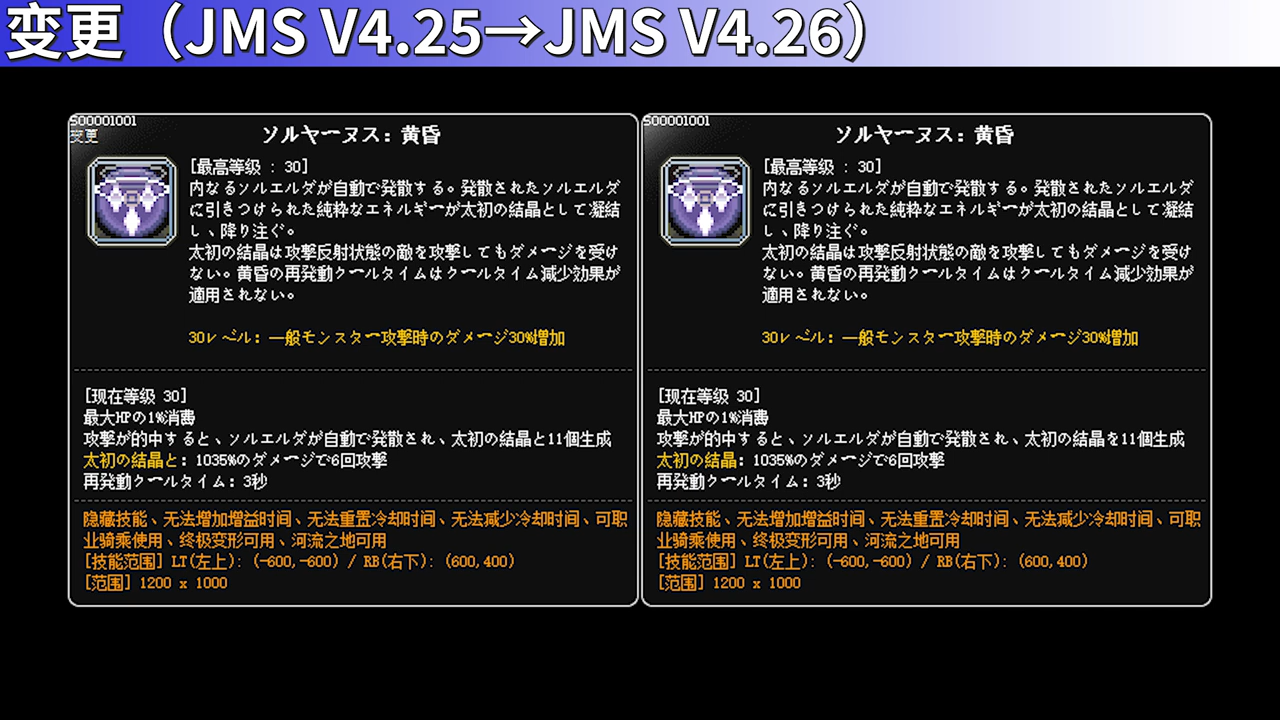 变更（JMS V4.25→JMS V4.26）
S00001001
变更
ソルヤーヌス：黄昏
[最高等级 : 30]
内なるソルエルダが自動で発散する。発散されたソルエルダ
に引きつけられた純粋なエネルギーが太初の結晶として凝結
し、降り注ぐ。
太初の結晶は攻撃反射状態の敵を攻撃してもダメージを受け
ない。黄昏の再発動クールタイムはクールタイム減少効果が
適用されない。
30レベル：一般モンスター攻撃時のダメージ30%増加
[现在等级 30]
最大HPの1%消費
攻撃が的中すると、ソルエルダが自動で発散され、太初の結晶と11個生成
太初の結晶と：1035%のダメージで6回攻撃
再発動クールタイム：3秒
隐藏技能、无法增加增益时间、无法重置冷却时间、无法减少冷却时间、可职
业骑乘使用、终极变形可用、河流之地可用
[技能范围] LT(左上): (-600,-600) / RB(右下): (600,400)
[范围] 1200 x 1000
S00001001
ソルヤーヌス：黄昏
[最高等级 : 30]
内なるソルエルダが自動で発散する。発散されたソルエルダ
に引きつけられた純粋なエネルギーが太初の結晶として凝結
し、降り注ぐ。
太初の結晶は攻撃反射状態の敵を攻撃してもダメージを受け
ない。黄昏の再発動クールタイムはクールタイム減少効果が
適用されない。
30レベル：一般モンスター攻撃時のダメージ30%増加
[现在等级 30]
最大HPの1%消費
攻撃が的中すると、ソルエルダが自動で発散され、太初の結晶を11個生成
太初の結晶：1035%のダメージで6回攻撃
再発動クールタイム：3秒
隐藏技能、无法增加增益时间、无法重置冷却时间、无法减少冷却时间、可职
业骑乘使用、终极变形可用、河流之地可用
[技能范围] LT(左上): (-600,-600) / RB(右下): (600,400)
[范围] 1200 x 1000